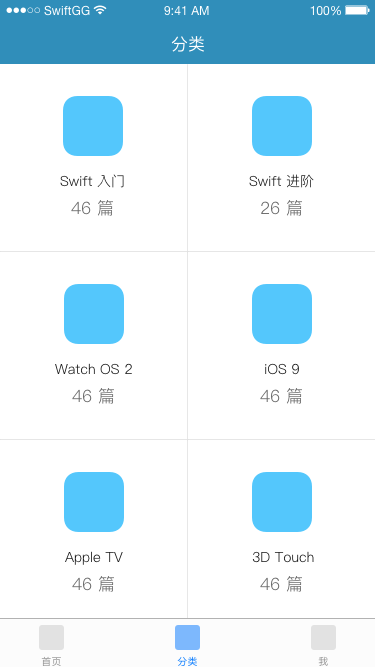 SwiftGG 9:41 AM 100%
分类
Swift 入门
46 篇
Swift 进阶
26 篇
Watch OS 2
46 篇
iOS 9
46 篇
Apple TV
46 篇
3D Touch
46 篇
首页 分类 我